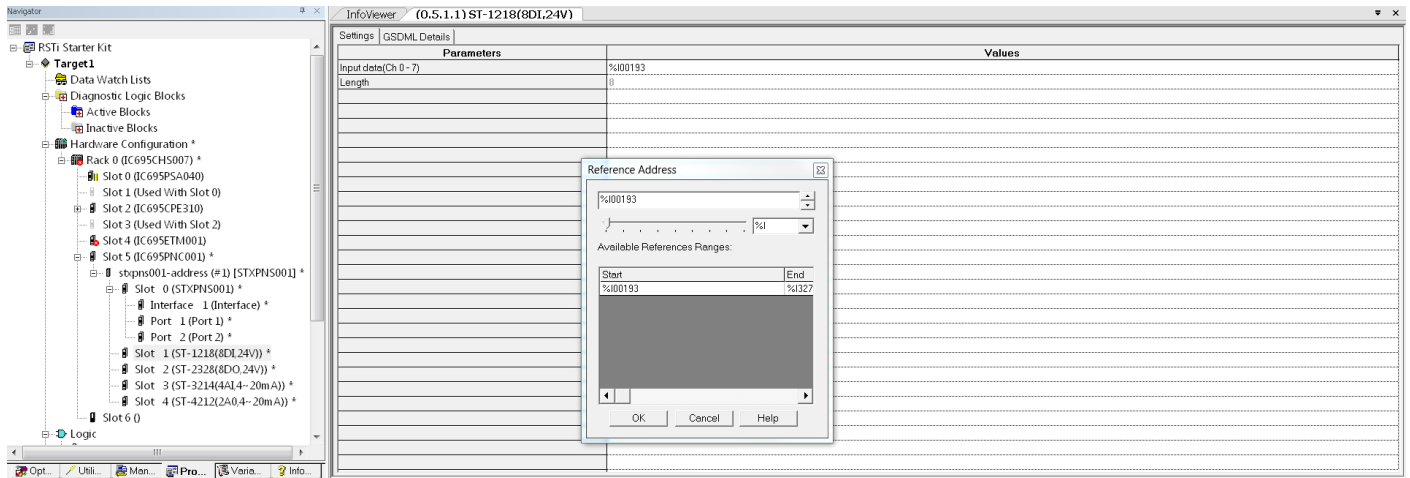 Navigator
RSTi Starter Kit
Target1
Data Watch Lists
Diagnostic Logic Blocks
Active Blocks
Inactive Blocks
Hardware Configuration *
Rack 0 (IC695CHS007) *
Slot 0 (IC695PSA040)
Slot 1 (Used With Slot 0)
Slot 2 (IC695CPE310)
Slot 3 (Used With Slot 2)
Slot 4 (IC695ETM001)
Slot 5 (IC695PNC001) *
stxpns001-address (#1) [STXPNS001] *
Slot 0 (STXPNS001) *
Interface 1 (Interface) *
Port 1 (Port 1) *
Port 2 (Port 2) *
Slot 1 (ST-1218(8DI,24V)) *
Slot 2 (ST-2328(8DO,24V)) *
Slot 3 (ST-3214(4AI,4~20mA)) *
Slot 4 (ST-4212(2AO,4~20mA)) *
Slot 6 ()
Logic
Opt... Utili... Man... Pro... Varia... Info...
InfoViewer (0.5.1.1) ST-1218(8DI,24V)
Settings GSDML Details
Parameters Values
Input data(Ch 0 - 7) %I00193
Length 8
Reference Address
%I00193
%I
Available References Ranges:
Start End
%I00193 %I327
OK Cancel Help